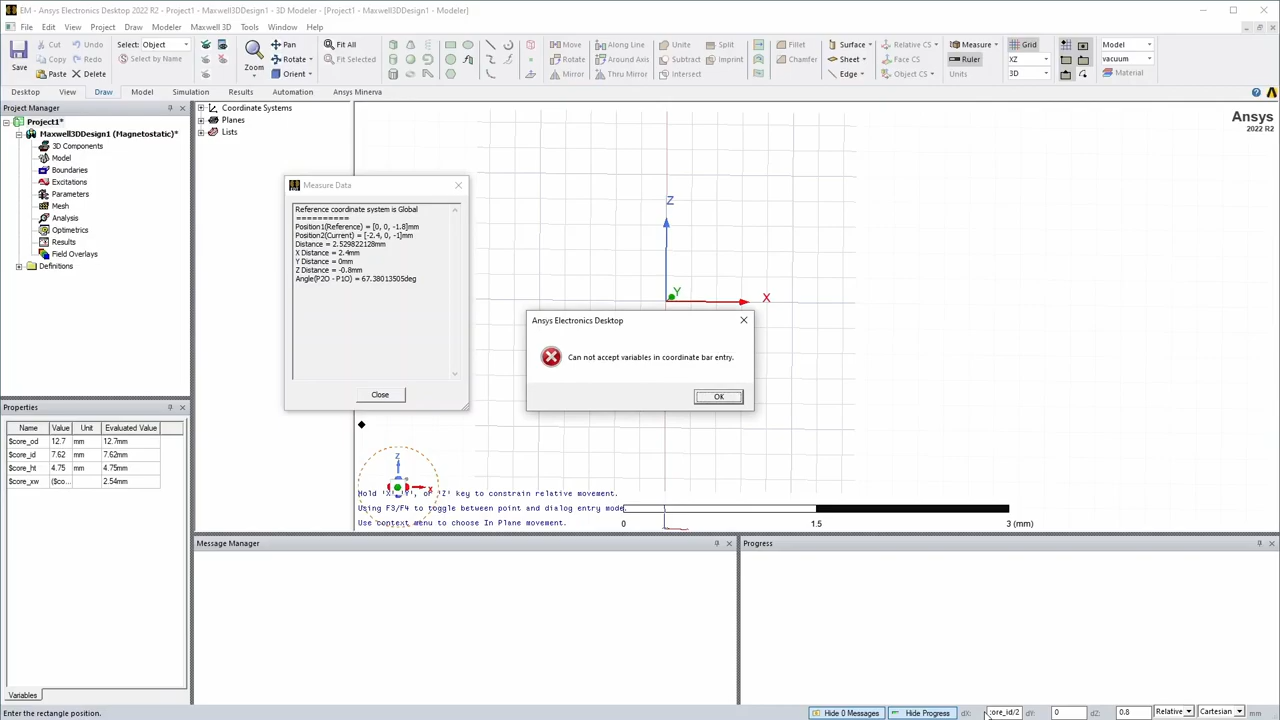 EM - Ansys Electronics Desktop 2022 R2 - Project1 - Maxwell3DDesign1 - 3D Modeler - [Project1 - Maxwell3DDesign1 - Modeler]
File Edit View Project Draw Modeler Maxwell 3D Tools Window Help
Save
Cut Copy Paste
Undo Redo Delete
Select: Object
Select by Name
Zoom
Pan Rotate Orient
Fit All
Fit Selected
Move Along Line Unite Split Fillet Surface Relative CS Measure Grid Model
Rotate Around Axis Subtract Imprint Chamfer Sheet Face CS Ruler XZ vacuum
Mirror Thru Mirror Intersect Edge Object CS Units 3D Material
Desktop View Draw Model Simulation Results Automation Ansys Minerva
Project Manager
Project1*
Maxwell3DDesign1 (Magnetostatic)*
3D Components
Model
Boundaries
Excitations
Parameters
Mesh
Analysis
Optimetrics
Results
Field Overlays
Definitions
Coordinate Systems
Planes
Lists
Ansys
2022 R2
Measure Data
Reference coordinate system is Global
==========
Position1(Reference) = [0, 0, -1.8]mm
Position2(Current) = [-2.4, 0, -1]mm
Distance = 2.529822128mm
X Distance = 2.4mm
Y Distance = 0mm
Z Distance = -0.8mm
Angle(P2O - P1O) = 67.38013505deg
Close
Z
Y
X
Ansys Electronics Desktop
Can not accept variables in coordinate bar entry.
OK
Properties
Name Value Unit Evaluated Value
$core_od 12.7 mm 12.7mm
$core_id 7.62 mm 7.62mm
$core_ht 4.75 mm 4.75mm
$core_xw ($co... 2.54mm
Variables
Z
X
Hold 'X', 'Y', or 'Z' key to constrain relative movement.
Using F3/F4 to toggle between point and dialog entry mode.
Use context menu to choose In Plane movement.
0 1.5 3 (mm)
Message Manager
Progress
Enter the rectangle position.
Hide 0 Messages Hide Progress dX: :ore_id/2 dY: 0 dZ: 0.8 Relative Cartesian mm